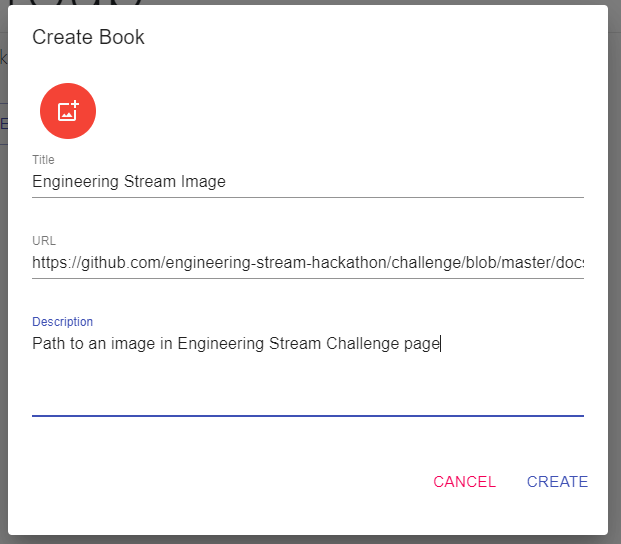 Create Book
Title
Engineering Stream Image
URL
https://github.com/engineering-stream-hackathon/challenge/blob/master/docs
Description
Path to an image in Engineering Stream Challenge page
CANCEL
CREATE